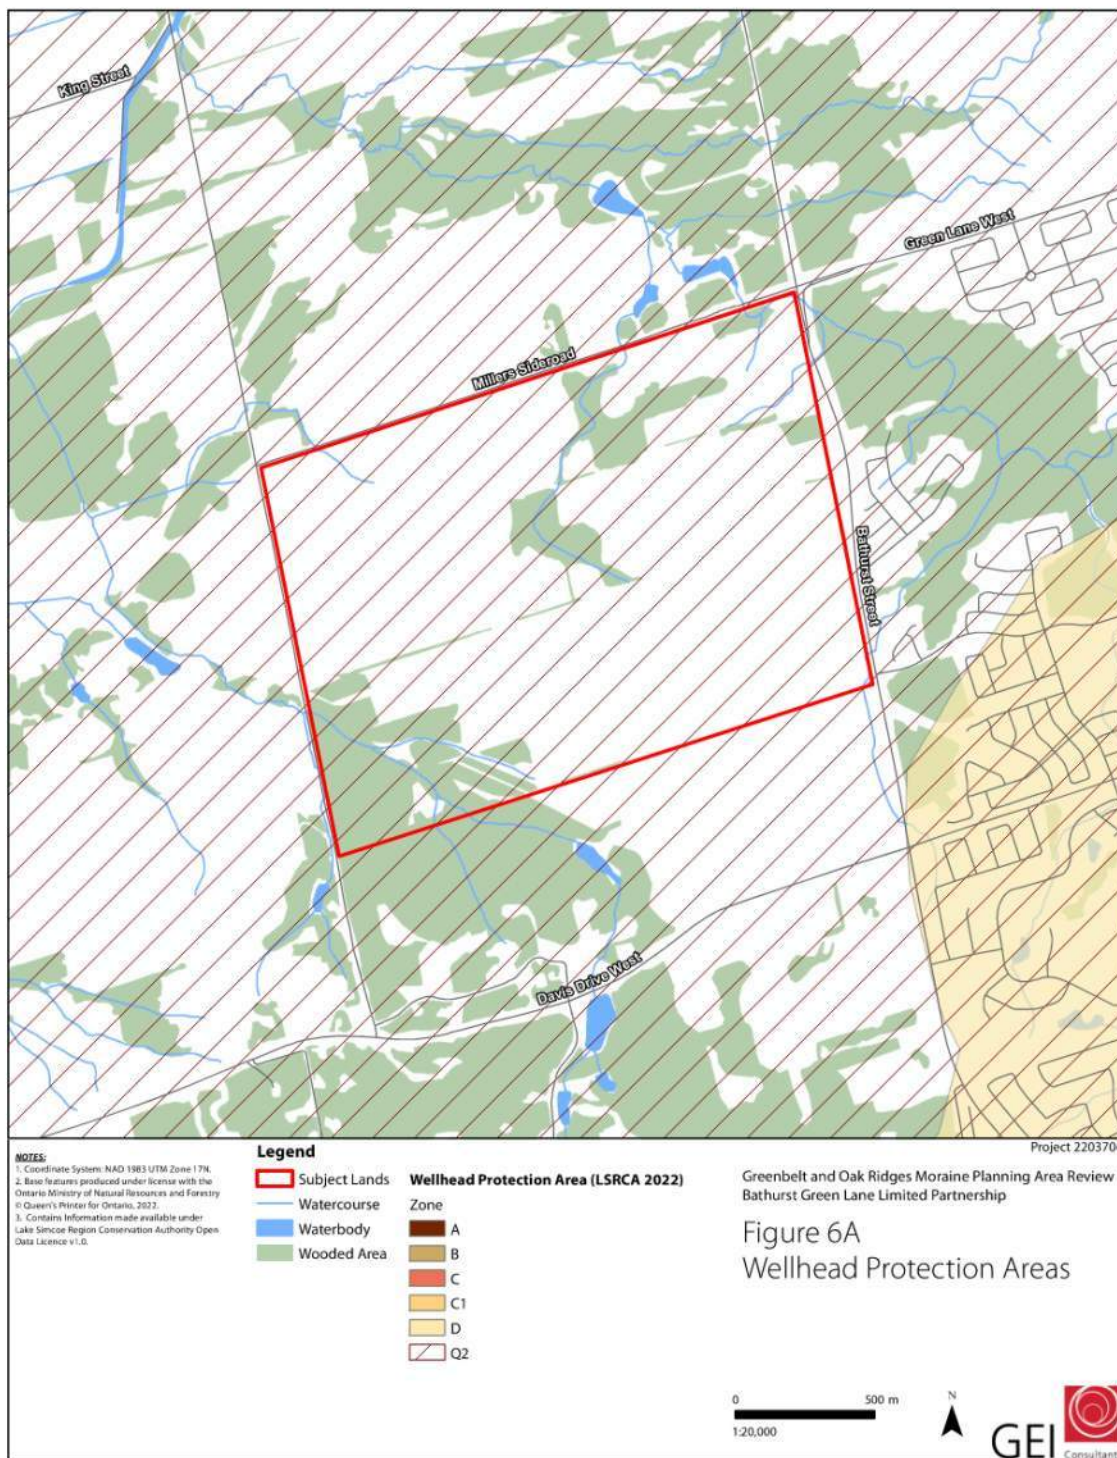 King Street
Green Lane West
Millers Sideroad
Bathurst Street
Davis Drive West
NOTES:
1. Coordinate System: NAD 1983 UTM Zone 17N.
2. Base features produced under license with the
Ontario Ministry of Natural Resources and Forestry
© Queen's Printer for Ontario, 2022.
3. Contains Information made available under
Lake Simcoe Region Conservation Authority Open
Data Licence v1.0.
Legend
Subject Lands
Watercourse
Waterbody
Wooded Area
Wellhead Protection Area (LSRCA 2022)
Zone
A
B
C
C1
D
Q2
Project 220370
Greenbelt and Oak Ridges Moraine Planning Area Review
Bathurst Green Lane Limited Partnership
Figure 6A
Wellhead Protection Areas
0 500 m
1:20,000
N
GEI
Consultant